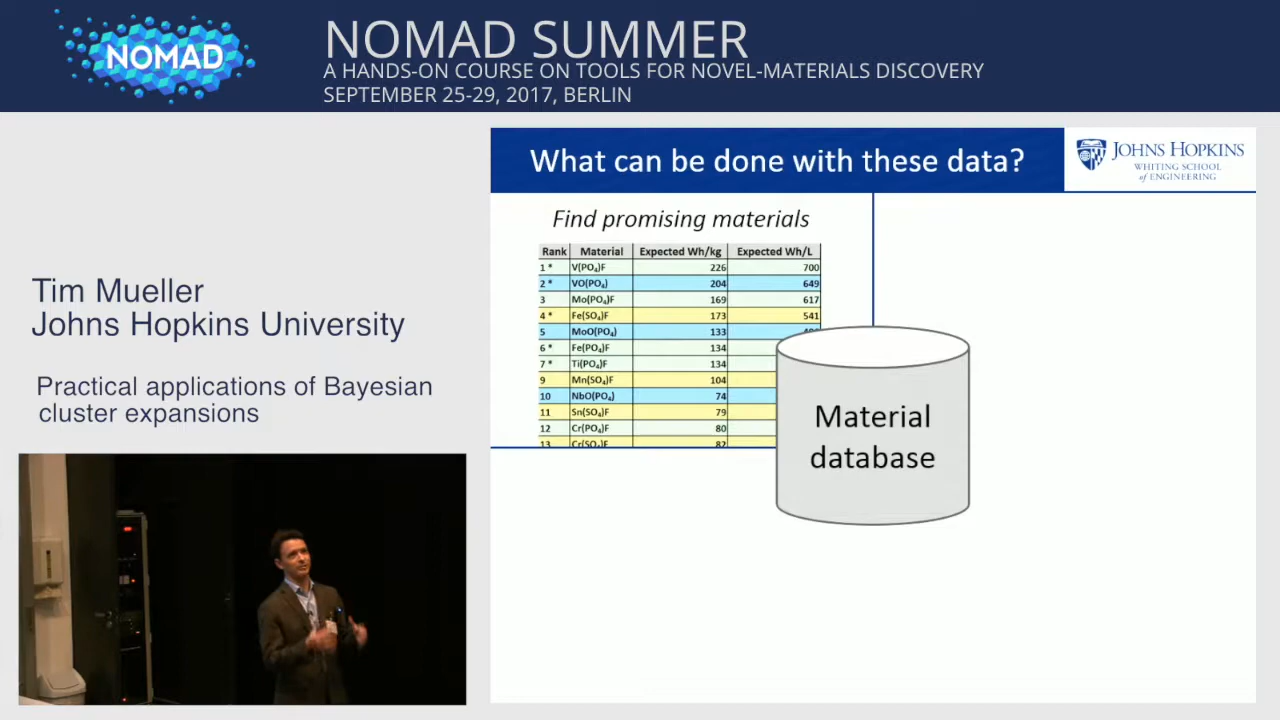 NOMAD
NOMAD SUMMER
A HANDS-ON COURSE ON TOOLS FOR NOVEL-MATERIALS DISCOVERY
SEPTEMBER 25-29, 2017, BERLIN
Tim Mueller
Johns Hopkins University
Practical applications of Bayesian
cluster expansions
What can be done with these data?
JOHNS HOPKINS
WHITING SCHOOL
of ENGINEERING
Find promising materials
Rank Material Expected Wh/kg Expected Wh/L
1 * V(PO₄)F 226 700
2 * VO(PO₄) 204 649
3 Mo(PO₄)F 169 617
4 * Fe(SO₄)F 173 541
5 MoO(PO₄) 133
6 * Fe(PO₄)F 134
7 * Ti(PO₄)F 134
9 Mn(SO₄)F 104
10 NbO(PO₄) 74
11 Sn(SO₄)F 79
12 Cr(PO₄)F 80
13 Cr(SO₄)F 82
Material
database